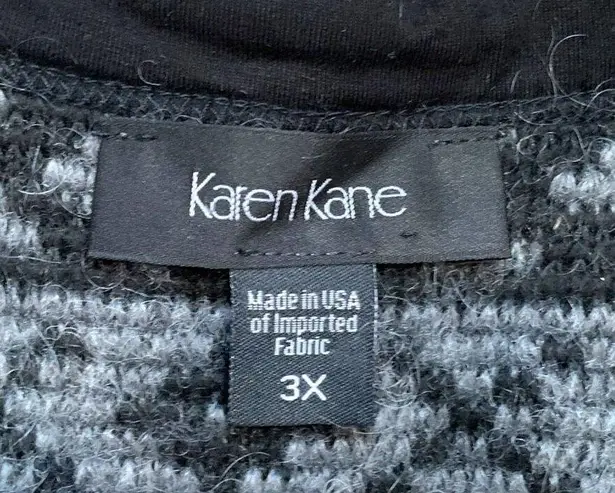 Karen Kane
Made in USA
of Imported
Fabric
3X